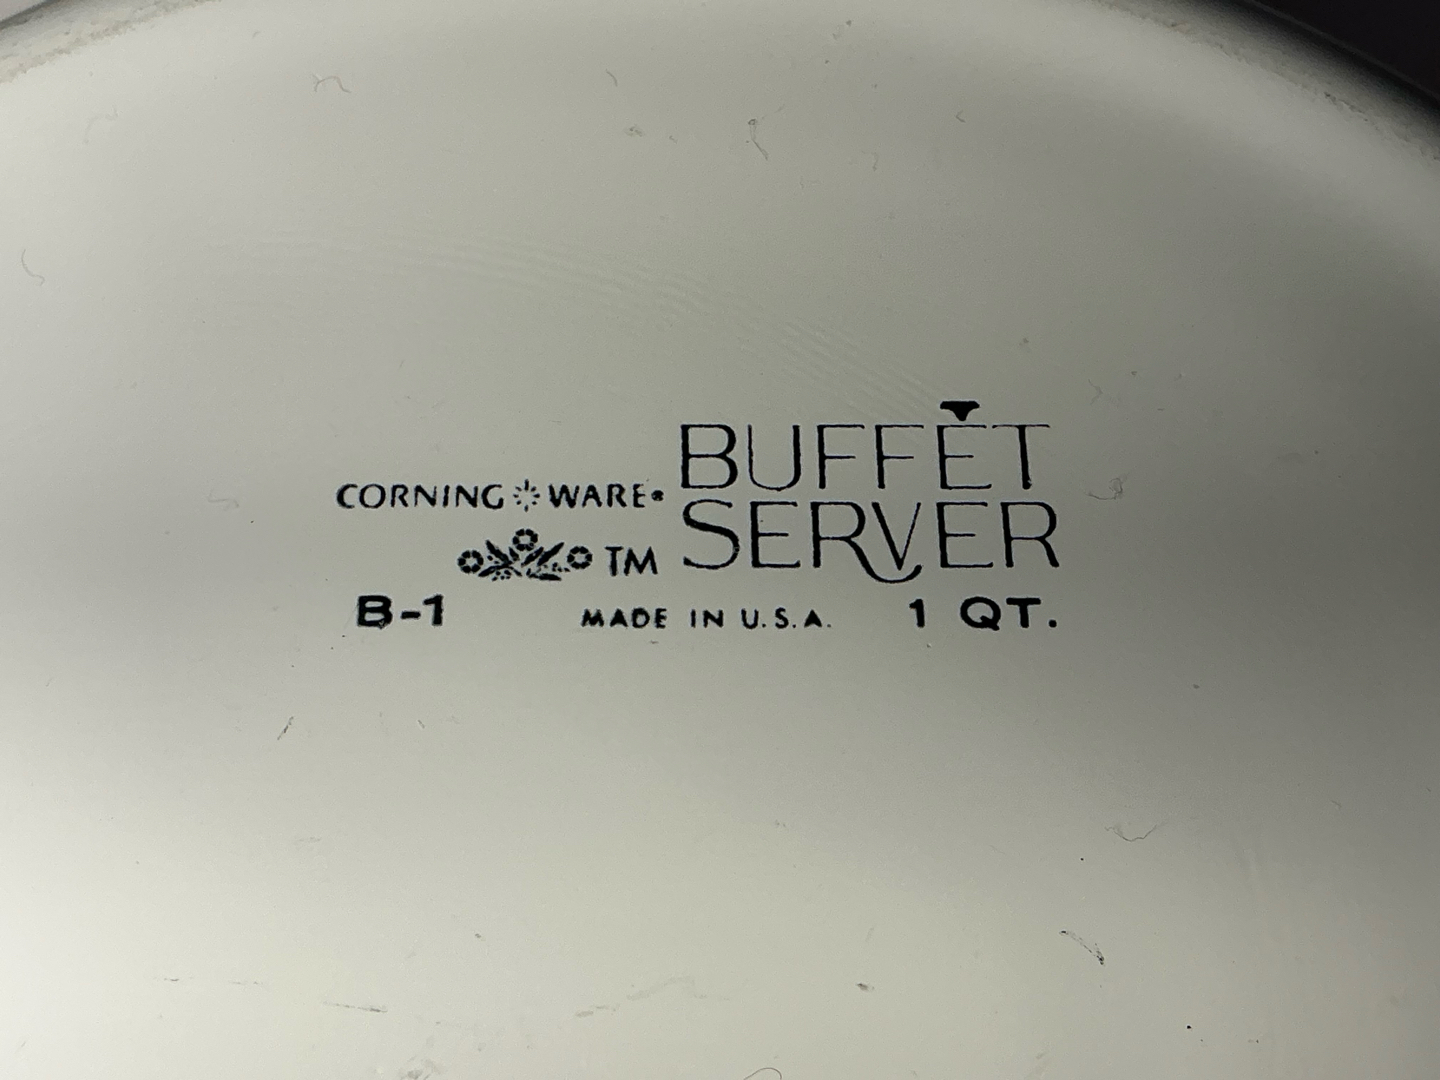 BUFFET
SERVER
CORNING WARE®
TM
B-1 MADE IN U.S.A. 1 QT.